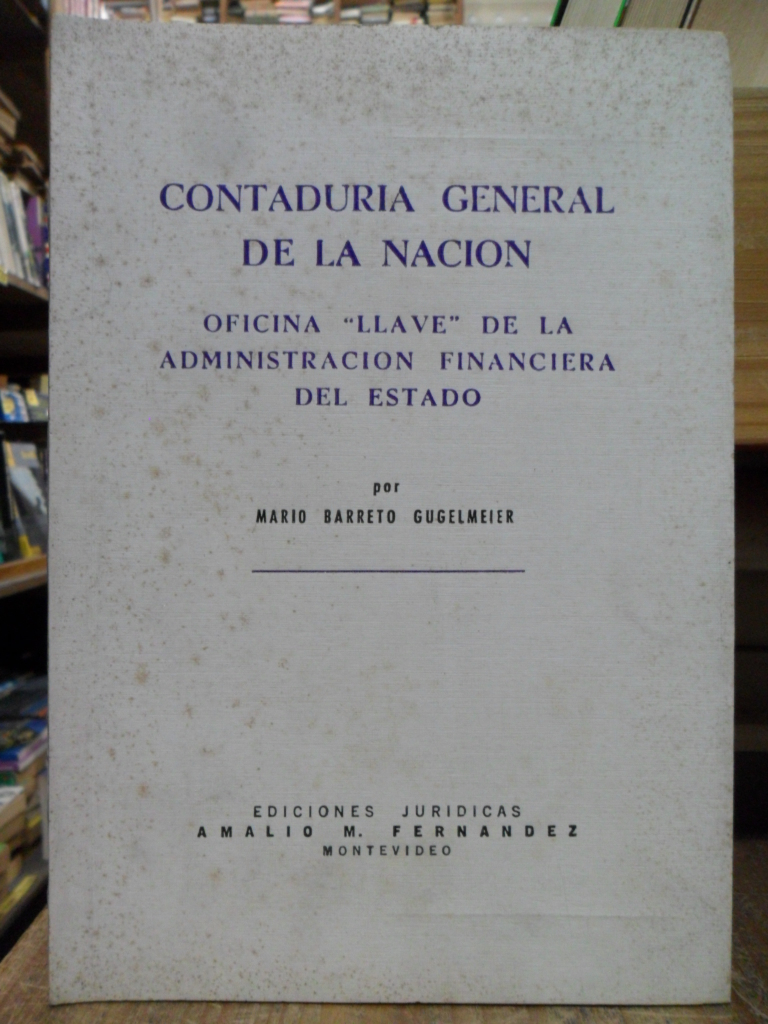 CONTADURIA GENERAL
DE LA NACION
OFICINA “LLAVE” DE LA
ADMINISTRACION FINANCIERA
DEL ESTADO
por
MARIO BARRETO GUGELMEIER
EDICIONES JURIDICAS
AMALIO M. FERNANDEZ
MONTEVIDEO